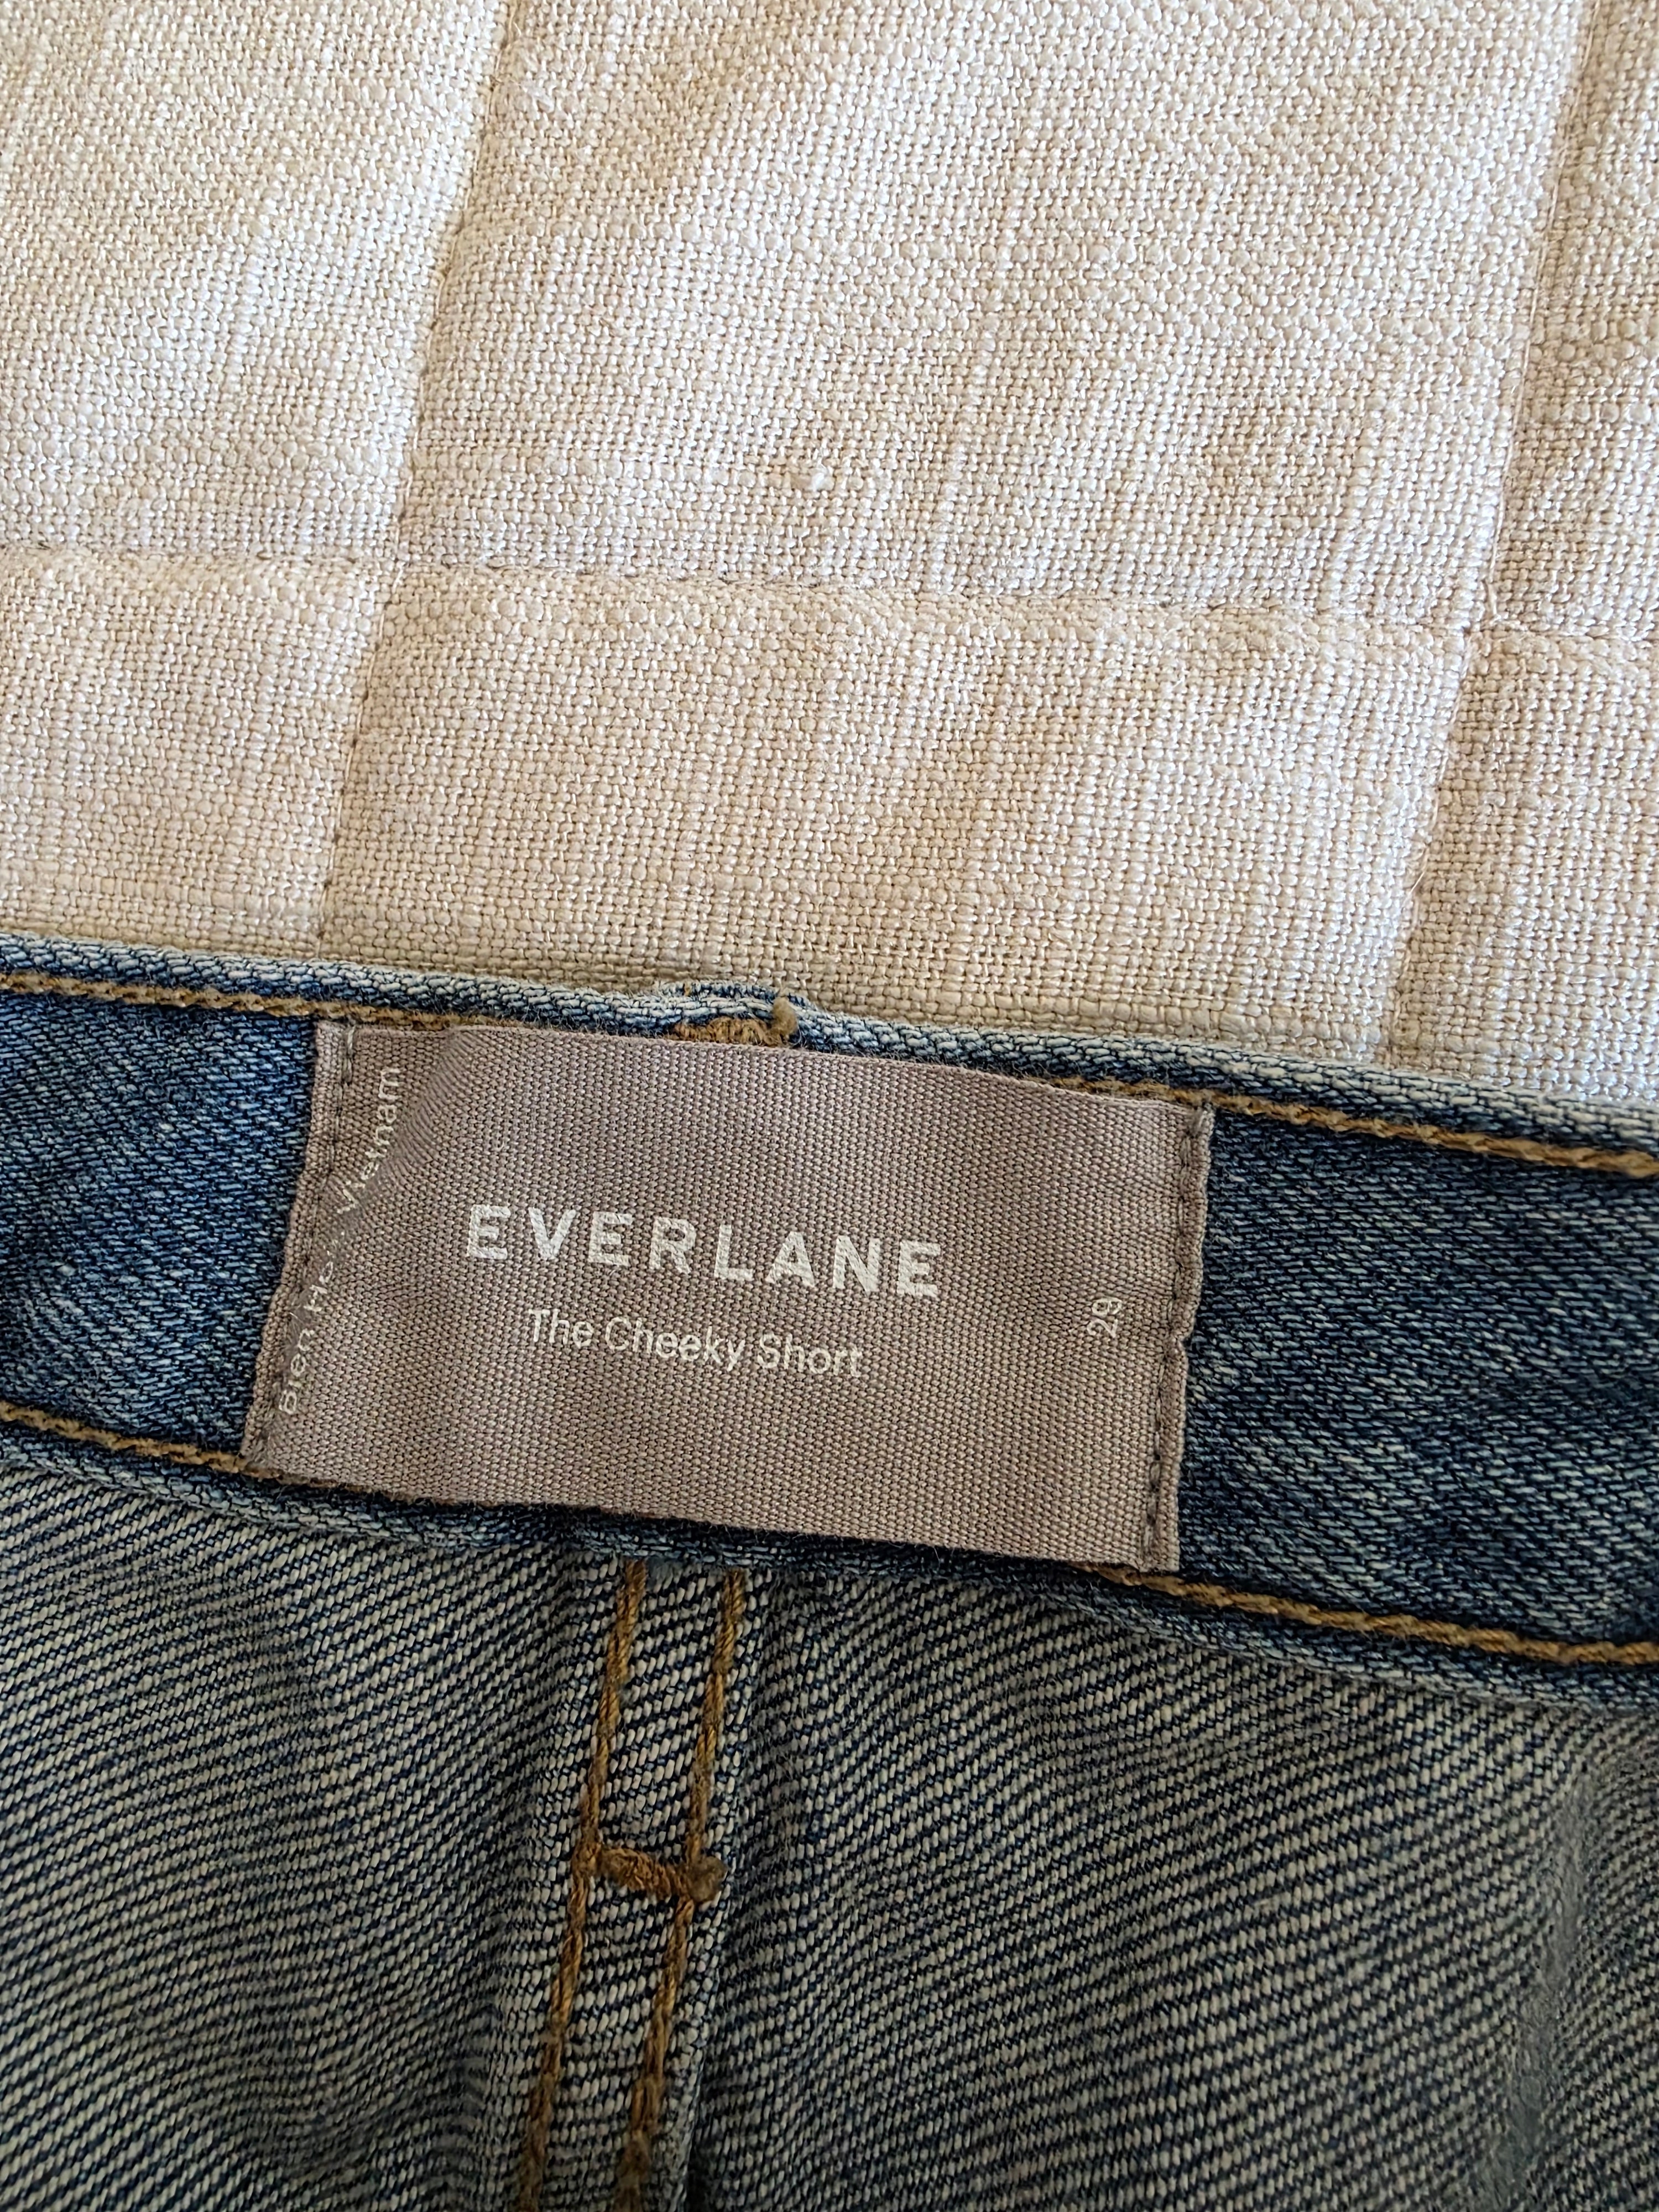 EVERLANE
The Cheeky Short
29
Vietnam